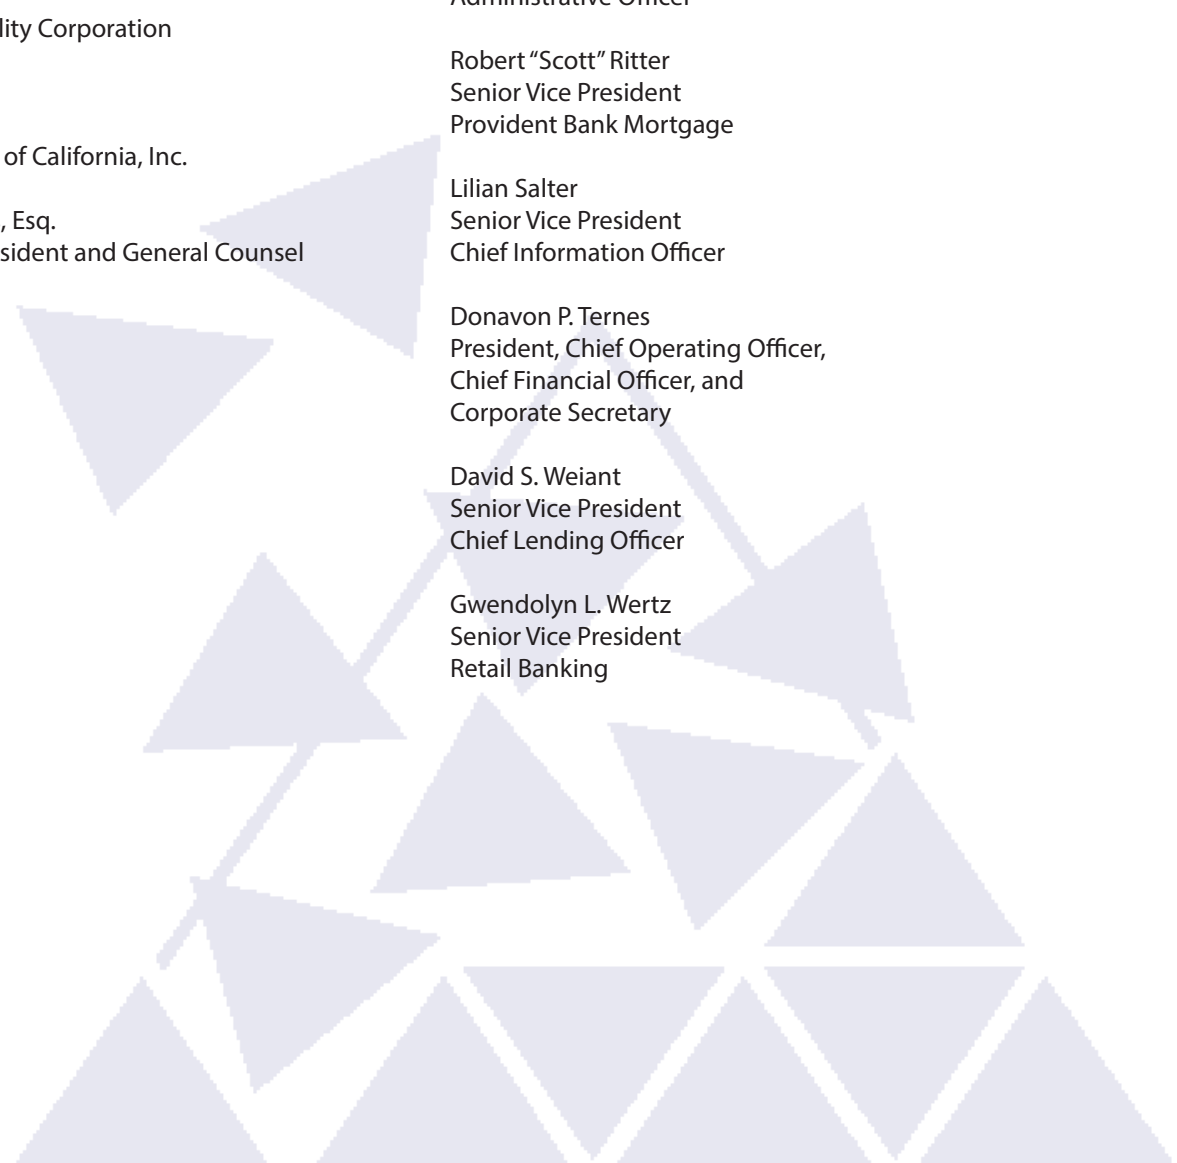 lity Corporation
of California, Inc.
, Esq.
sident and General Counsel
Administrative Officer
Robert “Scott” Ritter
Senior Vice President
Provident Bank Mortgage
Lilian Salter
Senior Vice President
Chief Information Officer
Donavon P. Ternes
President, Chief Operating Officer,
Chief Financial Officer, and
Corporate Secretary
David S. Weiant
Senior Vice President
Chief Lending Officer
Gwendolyn L. Wertz
Senior Vice President
Retail Banking